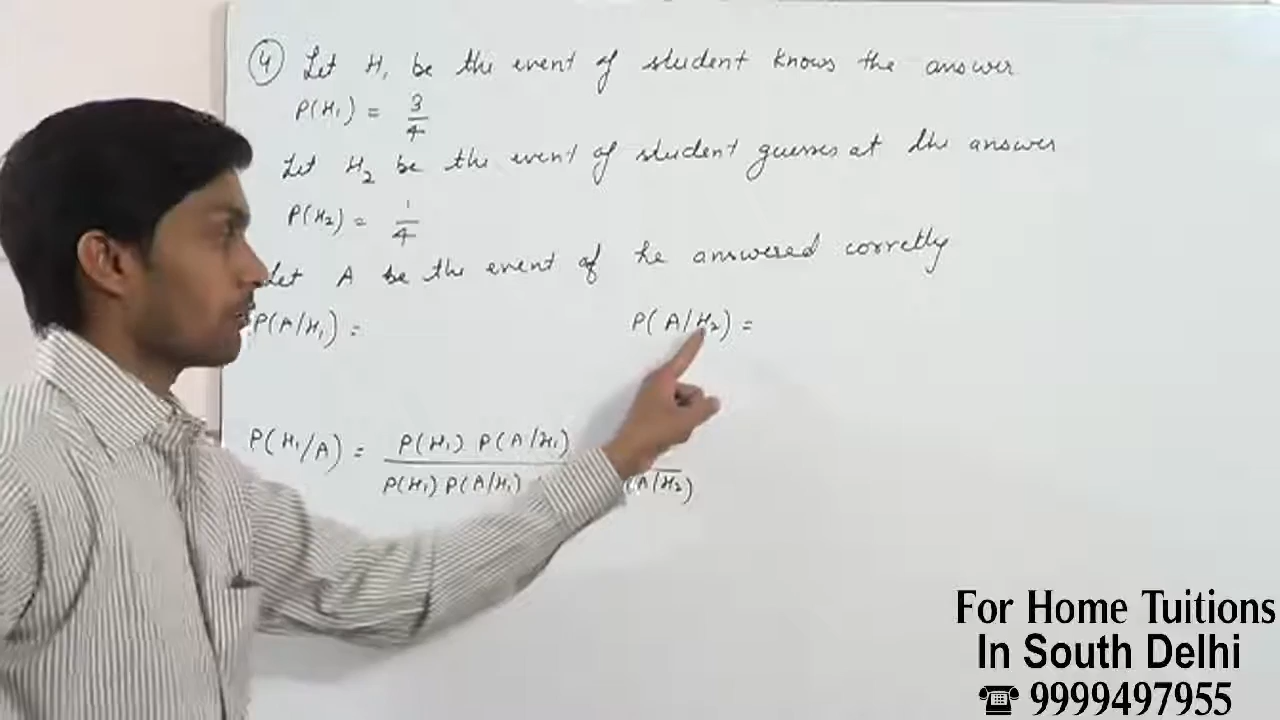 4 Let H1 be the event of student knows the answer
P(H1) = 3/4
Let H2 be the event of student guesses at the answer
P(H2) = 1/4
Let A be the event of he answered correctly
P(A/H1) = P(A/H2) =
P(H1/A) = P(H1) P(A/H1)
P(H1) P(A/H1) (A/H2)
For Home Tuitions
In South Delhi
☎ 9999497955